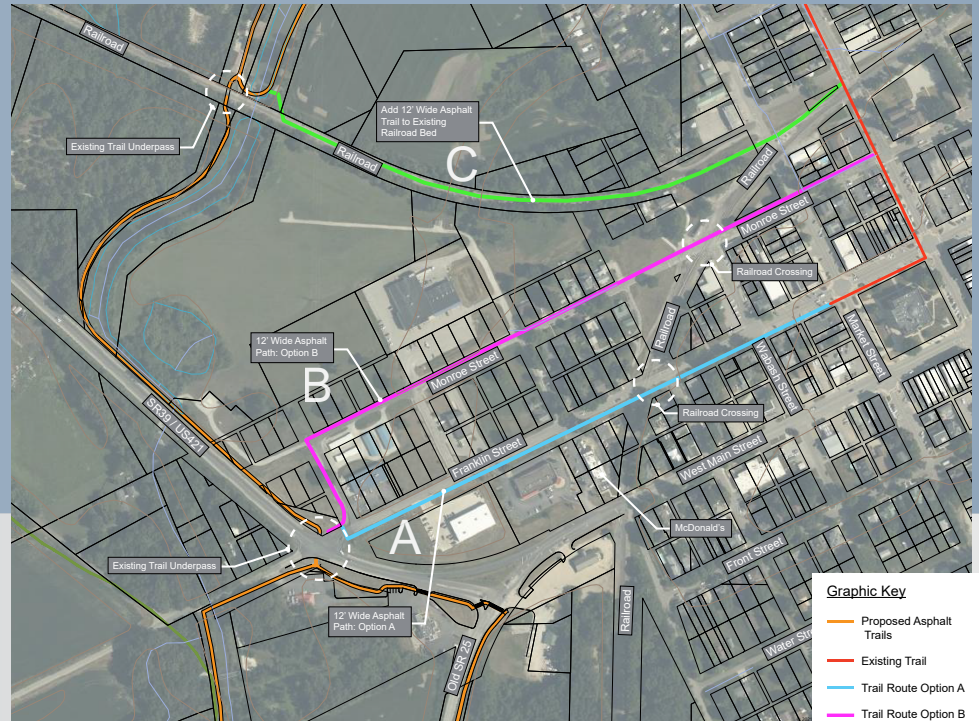 Railroad
Existing Trail Underpass
Add 12' Wide Asphalt
Trail to Existing
Railroad Bed
C
Railroad
Railroad
Monroe Street
Railroad Crossing
12' Wide Asphalt
Path: Option B
B
Monroe Street
Railroad
Market Street
Wabash Street
Railroad Crossing
SR39 / US421
Franklin Street
West Main Street
A
McDonald's
Front Street
Existing Trail Underpass
12' Wide Asphalt
Path: Option A
Old SR 25
Railroad
Water
Graphic Key
Proposed Asphalt
Trails
Existing Trail
Trail Route Option A
Trail Route Option B